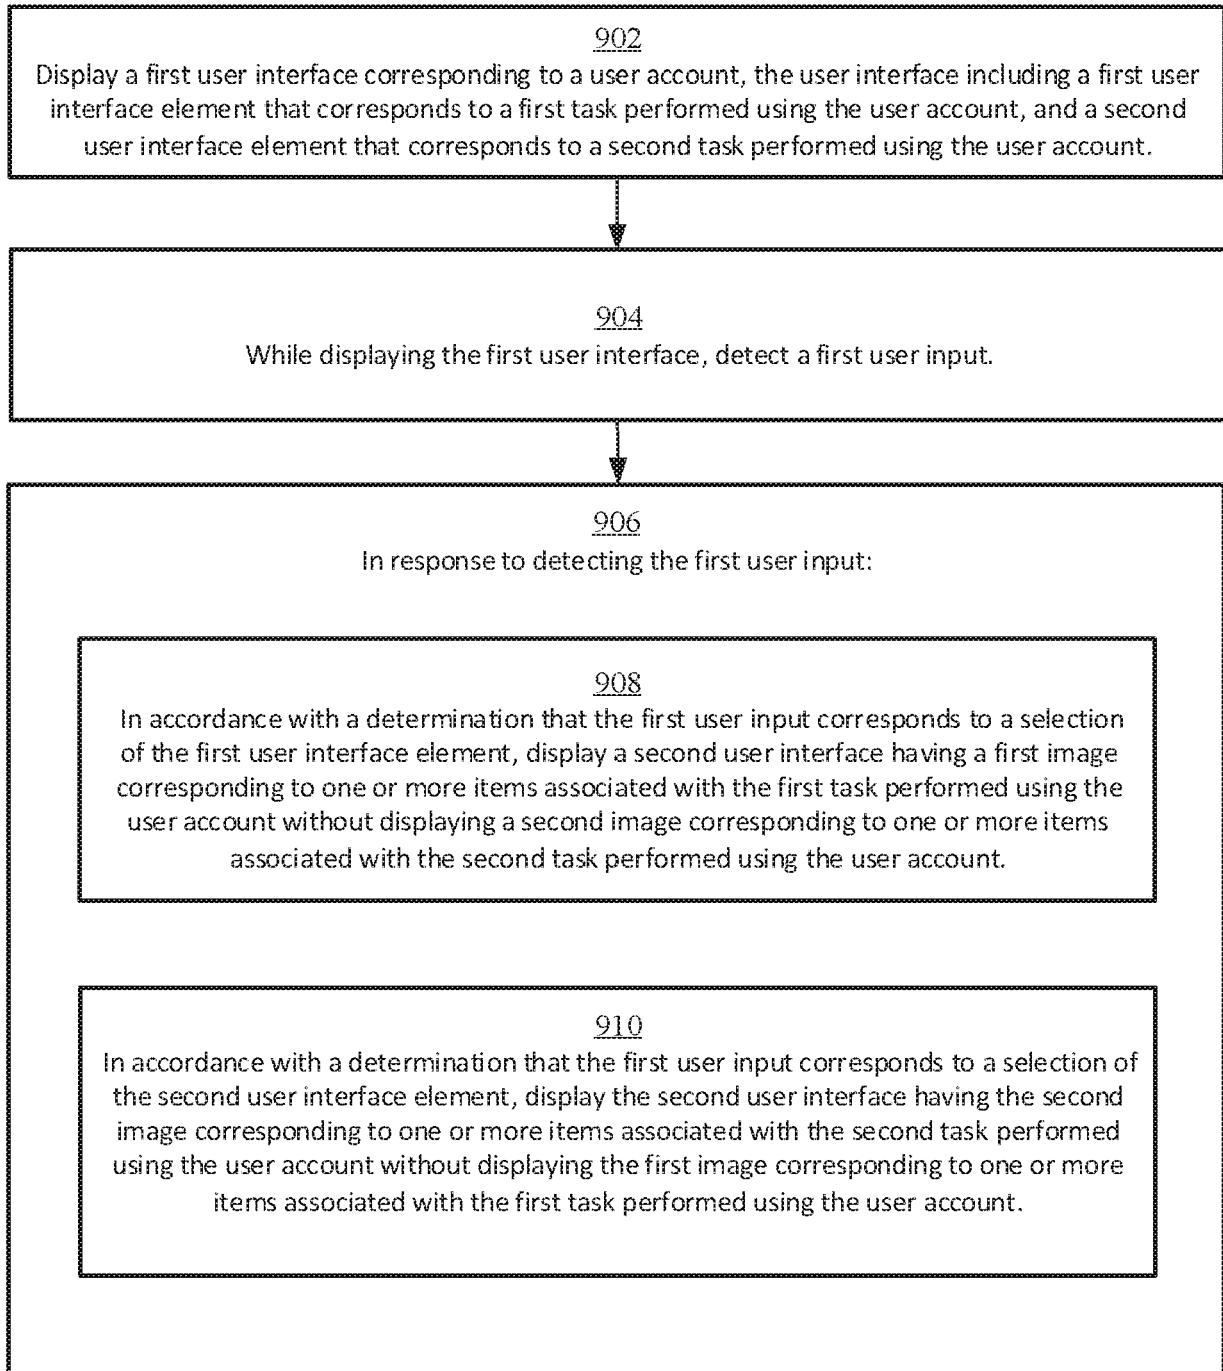 902
Display a first user interface corresponding to a user account, the user interface including a first user
interface element that corresponds to a first task performed using the user account, and a second
user interface element that corresponds to a second task performed using the user account.
904
While displaying the first user interface, detect a first user input.
906
In response to detecting the first user input:
908
In accordance with a determination that the first user input corresponds to a selection
of the first user interface element, display a second user interface having a first image
corresponding to one or more items associated with the first task performed using the
user account without displaying a second image corresponding to one or more items
associated with the second task performed using the user account.
910
In accordance with a determination that the first user input corresponds to a selection of
the second user interface element, display the second user interface having the second
image corresponding to one or more items associated with the second task performed
using the user account without displaying the first image corresponding to one or more
items associated with the first task performed using the user account.